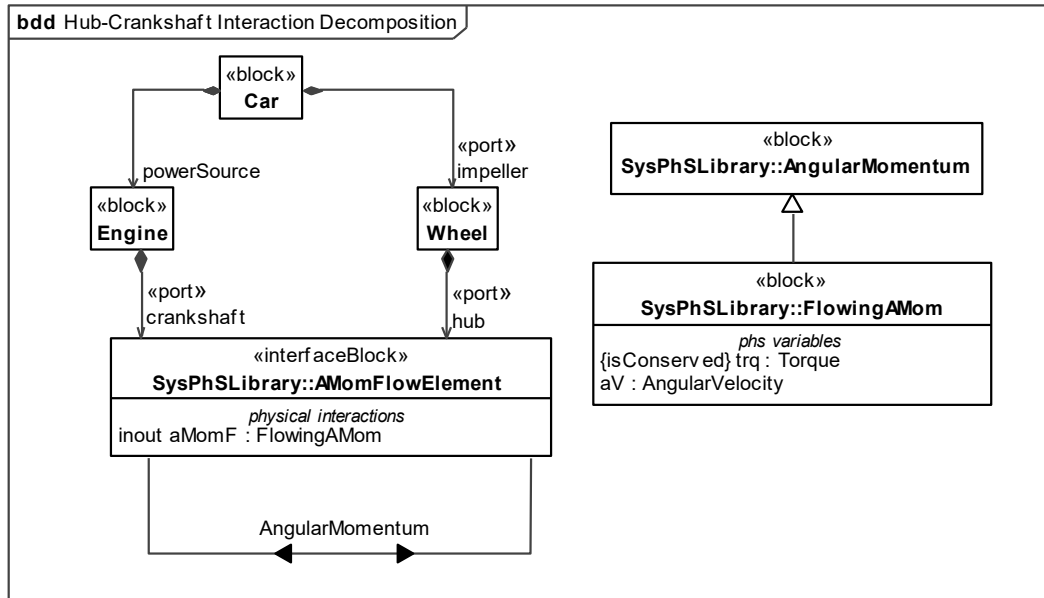 bdd Hub-Crankshaft Interaction Decomposition
«block»
Car
powerSource
«port»
impeller
«block»
Engine
«block»
Wheel
«port»
crankshaft
«port»
hub
«interfaceBlock»
SysPhSLibrary::AMomFlowElement
physical interactions
inout aMomF : FlowingAMom
AngularMomentum
«block»
SysPhSLibrary::AngularMomentum
«block»
SysPhSLibrary::FlowingAMom
phs variables
{isConserved} trq : Torque
aV : AngularVelocity